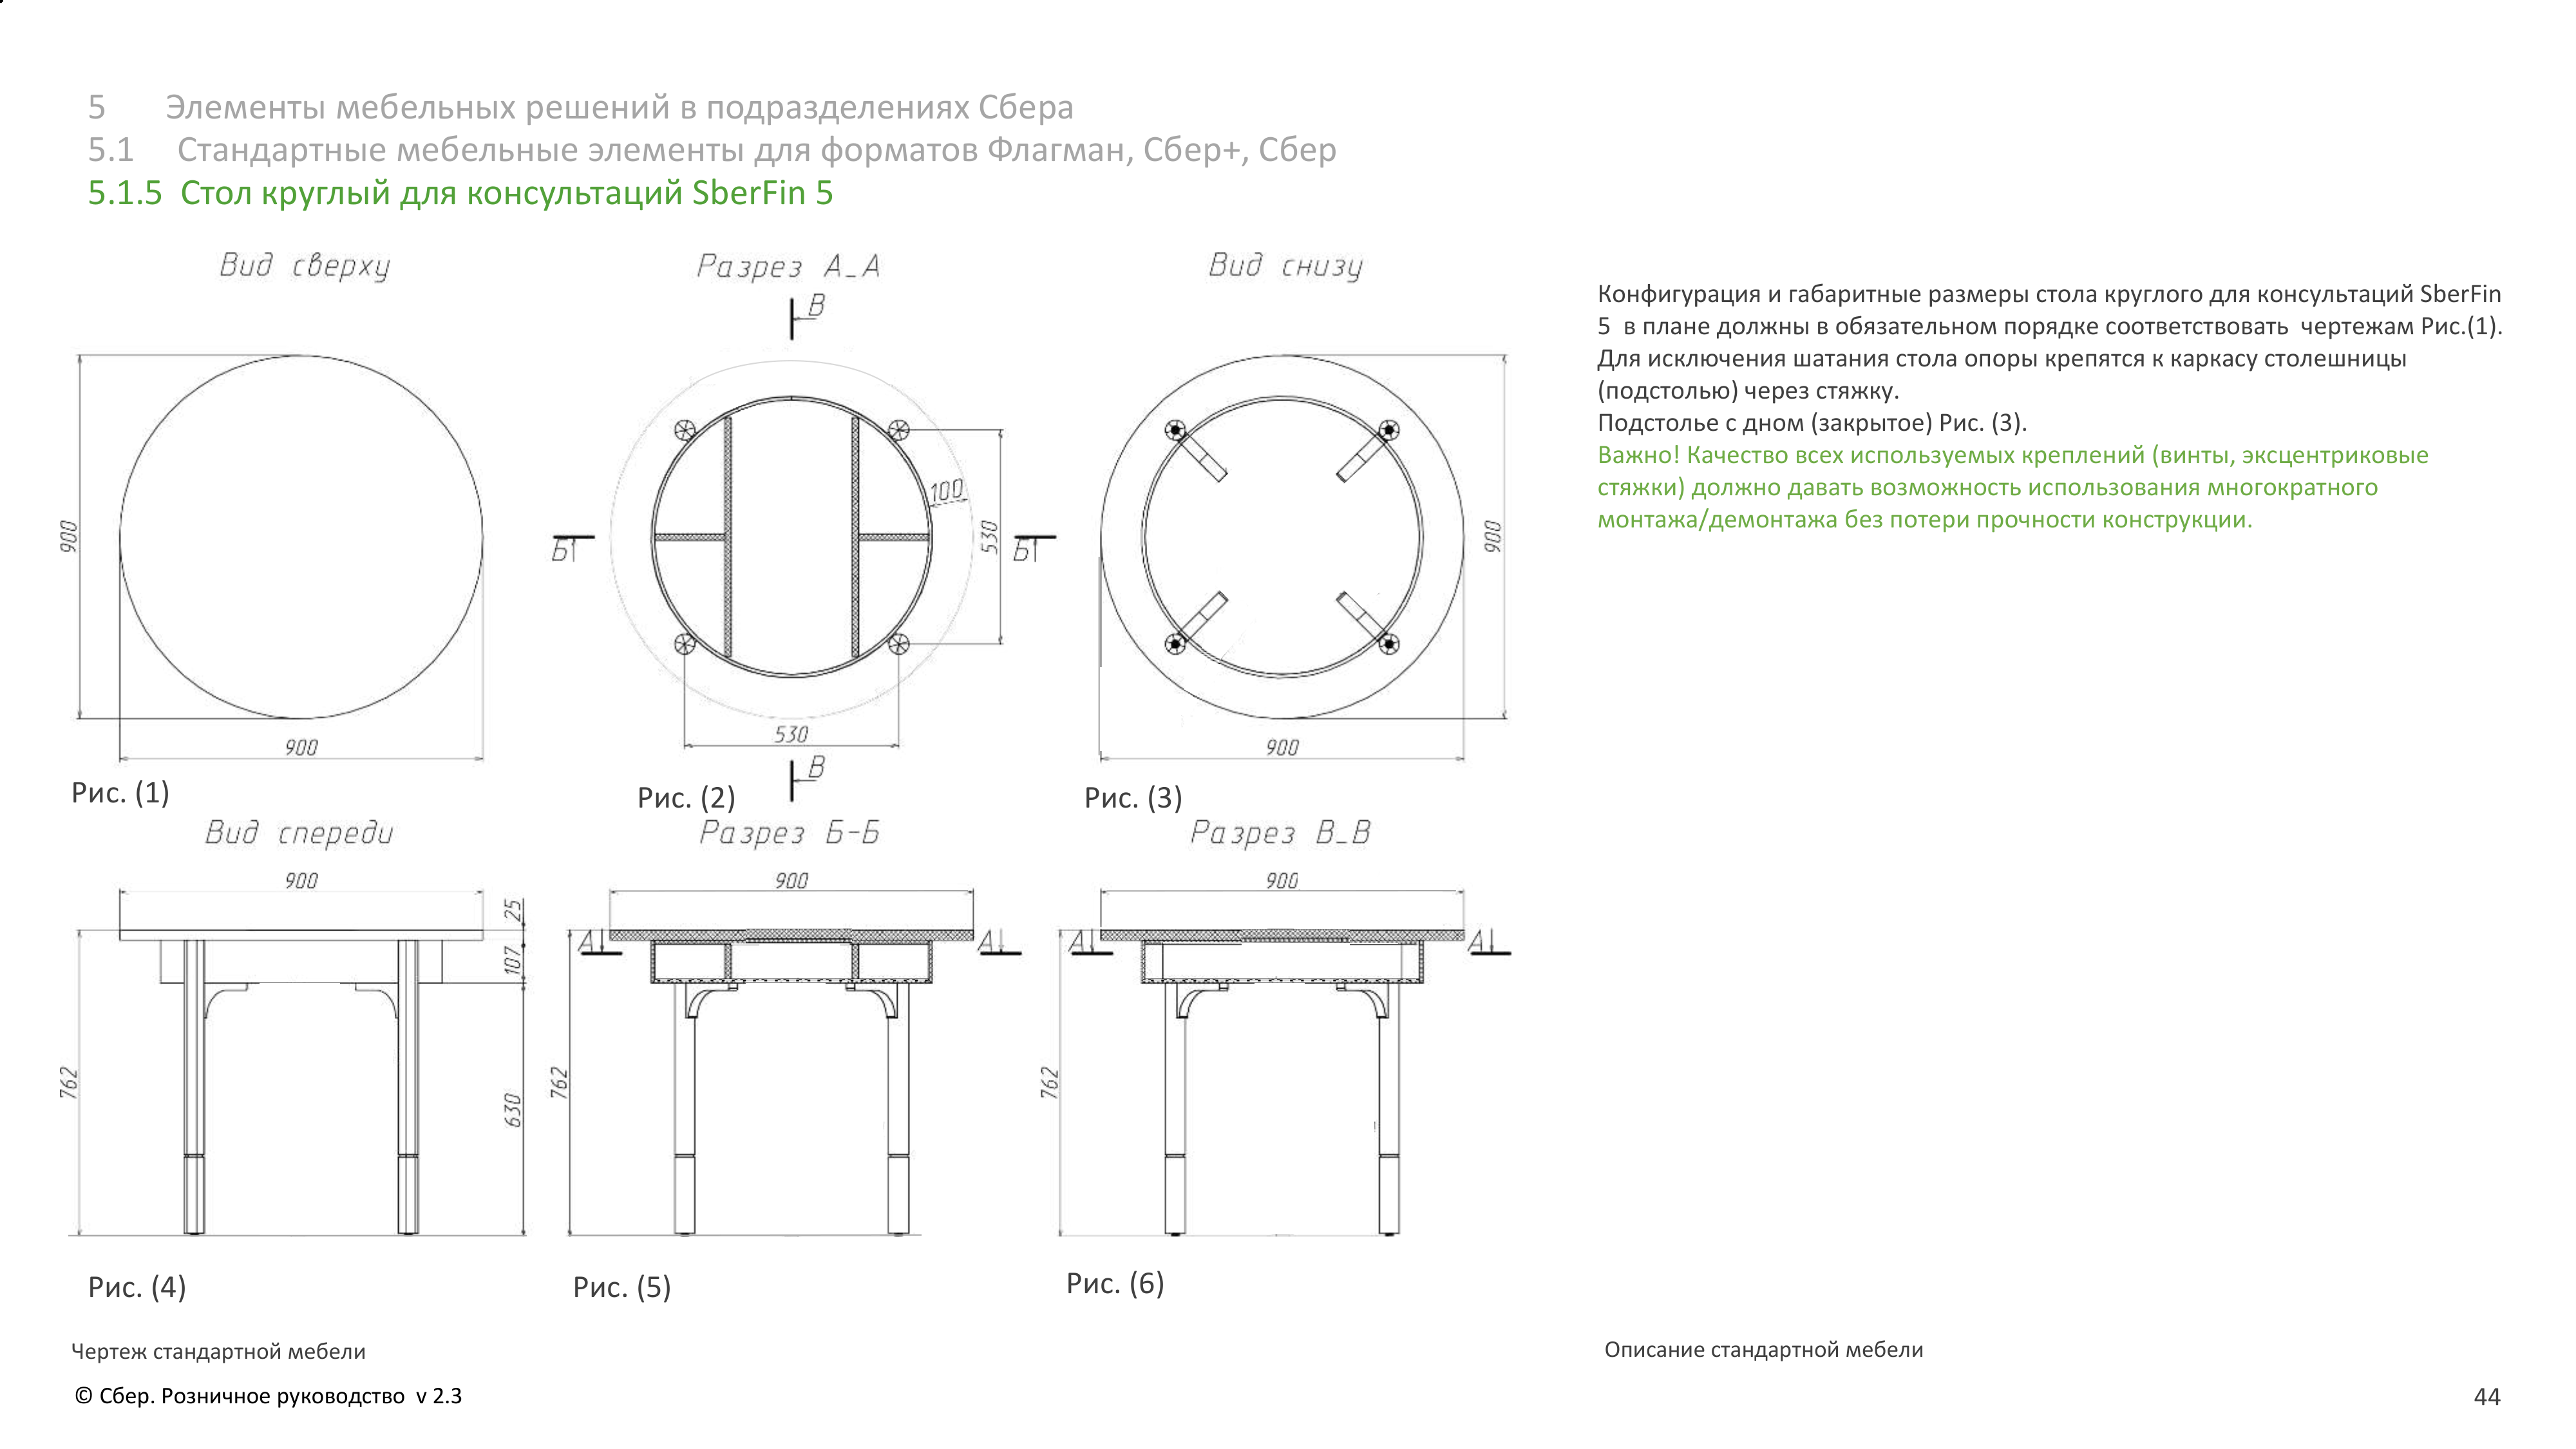 5 Элементы мебельных решений в подразделениях Сбера
5.1 Стандартные мебельные элементы для форматов Флагман, Сбер+, Сбер
5.1.5 Стол круглый для консультаций SberFin 5
Вид сверху
Разрез А_А
Вид снизу
В
900
900
Б
Б
100
530
530
В
900
900
Рис. (1)
Рис. (2)
Рис. (3)
Вид спереди
Разрез Б-Б
Разрез В_В
900
25
107
762
630
900
А
А
762
900
А
А
762
Рис. (4)
Рис. (5)
Рис. (6)
Конфигурация и габаритные размеры стола круглого для консультаций SberFin
5 в плане должны в обязательном порядке соответствовать чертежам Рис.(1).
Для исключения шатания стола опоры крепятся к каркасу столешницы
(подстолью) через стяжку.
Подстолье с дном (закрытое) Рис. (3).
Важно! Качество всех используемых креплений (винты, эксцентриковые
стяжки) должно давать возможность использования многократного
монтажа/демонтажа без потери прочности конструкции.
Чертеж стандартной мебели
Описание стандартной мебели
© Сбер. Розничное руководство v 2.3
44